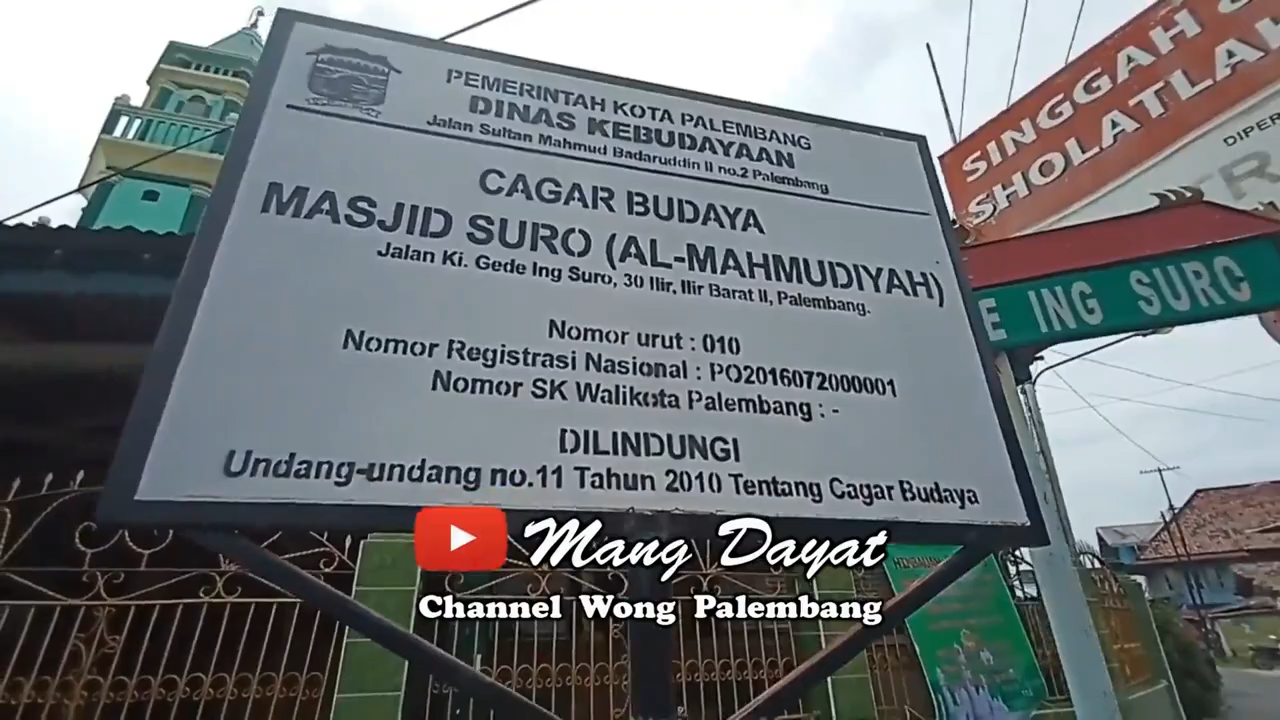 PEMERINTAH KOTA PALEMBANG
DINAS KEBUDAYAAN
Jalan Sultan Mahmud Badaruddin II no.2 Palembang
CAGAR BUDAYA
MASJID SURO (AL-MAHMUDIYAH)
Jalan Ki. Gede Ing Suro, 30 Ilir, Ilir Barat II, Palembang.
Nomor urut : 010
Nomor Registrasi Nasional : PO2016072000001
Nomor SK Walikota Palembang : -
DILINDUNGI
Undang-undang no.11 Tahun 2010 Tentang Cagar Budaya
SINGGAH
SHOLATLAH
DIPER
E ING SURO
Mang Dayat
Channel Wong Palembang